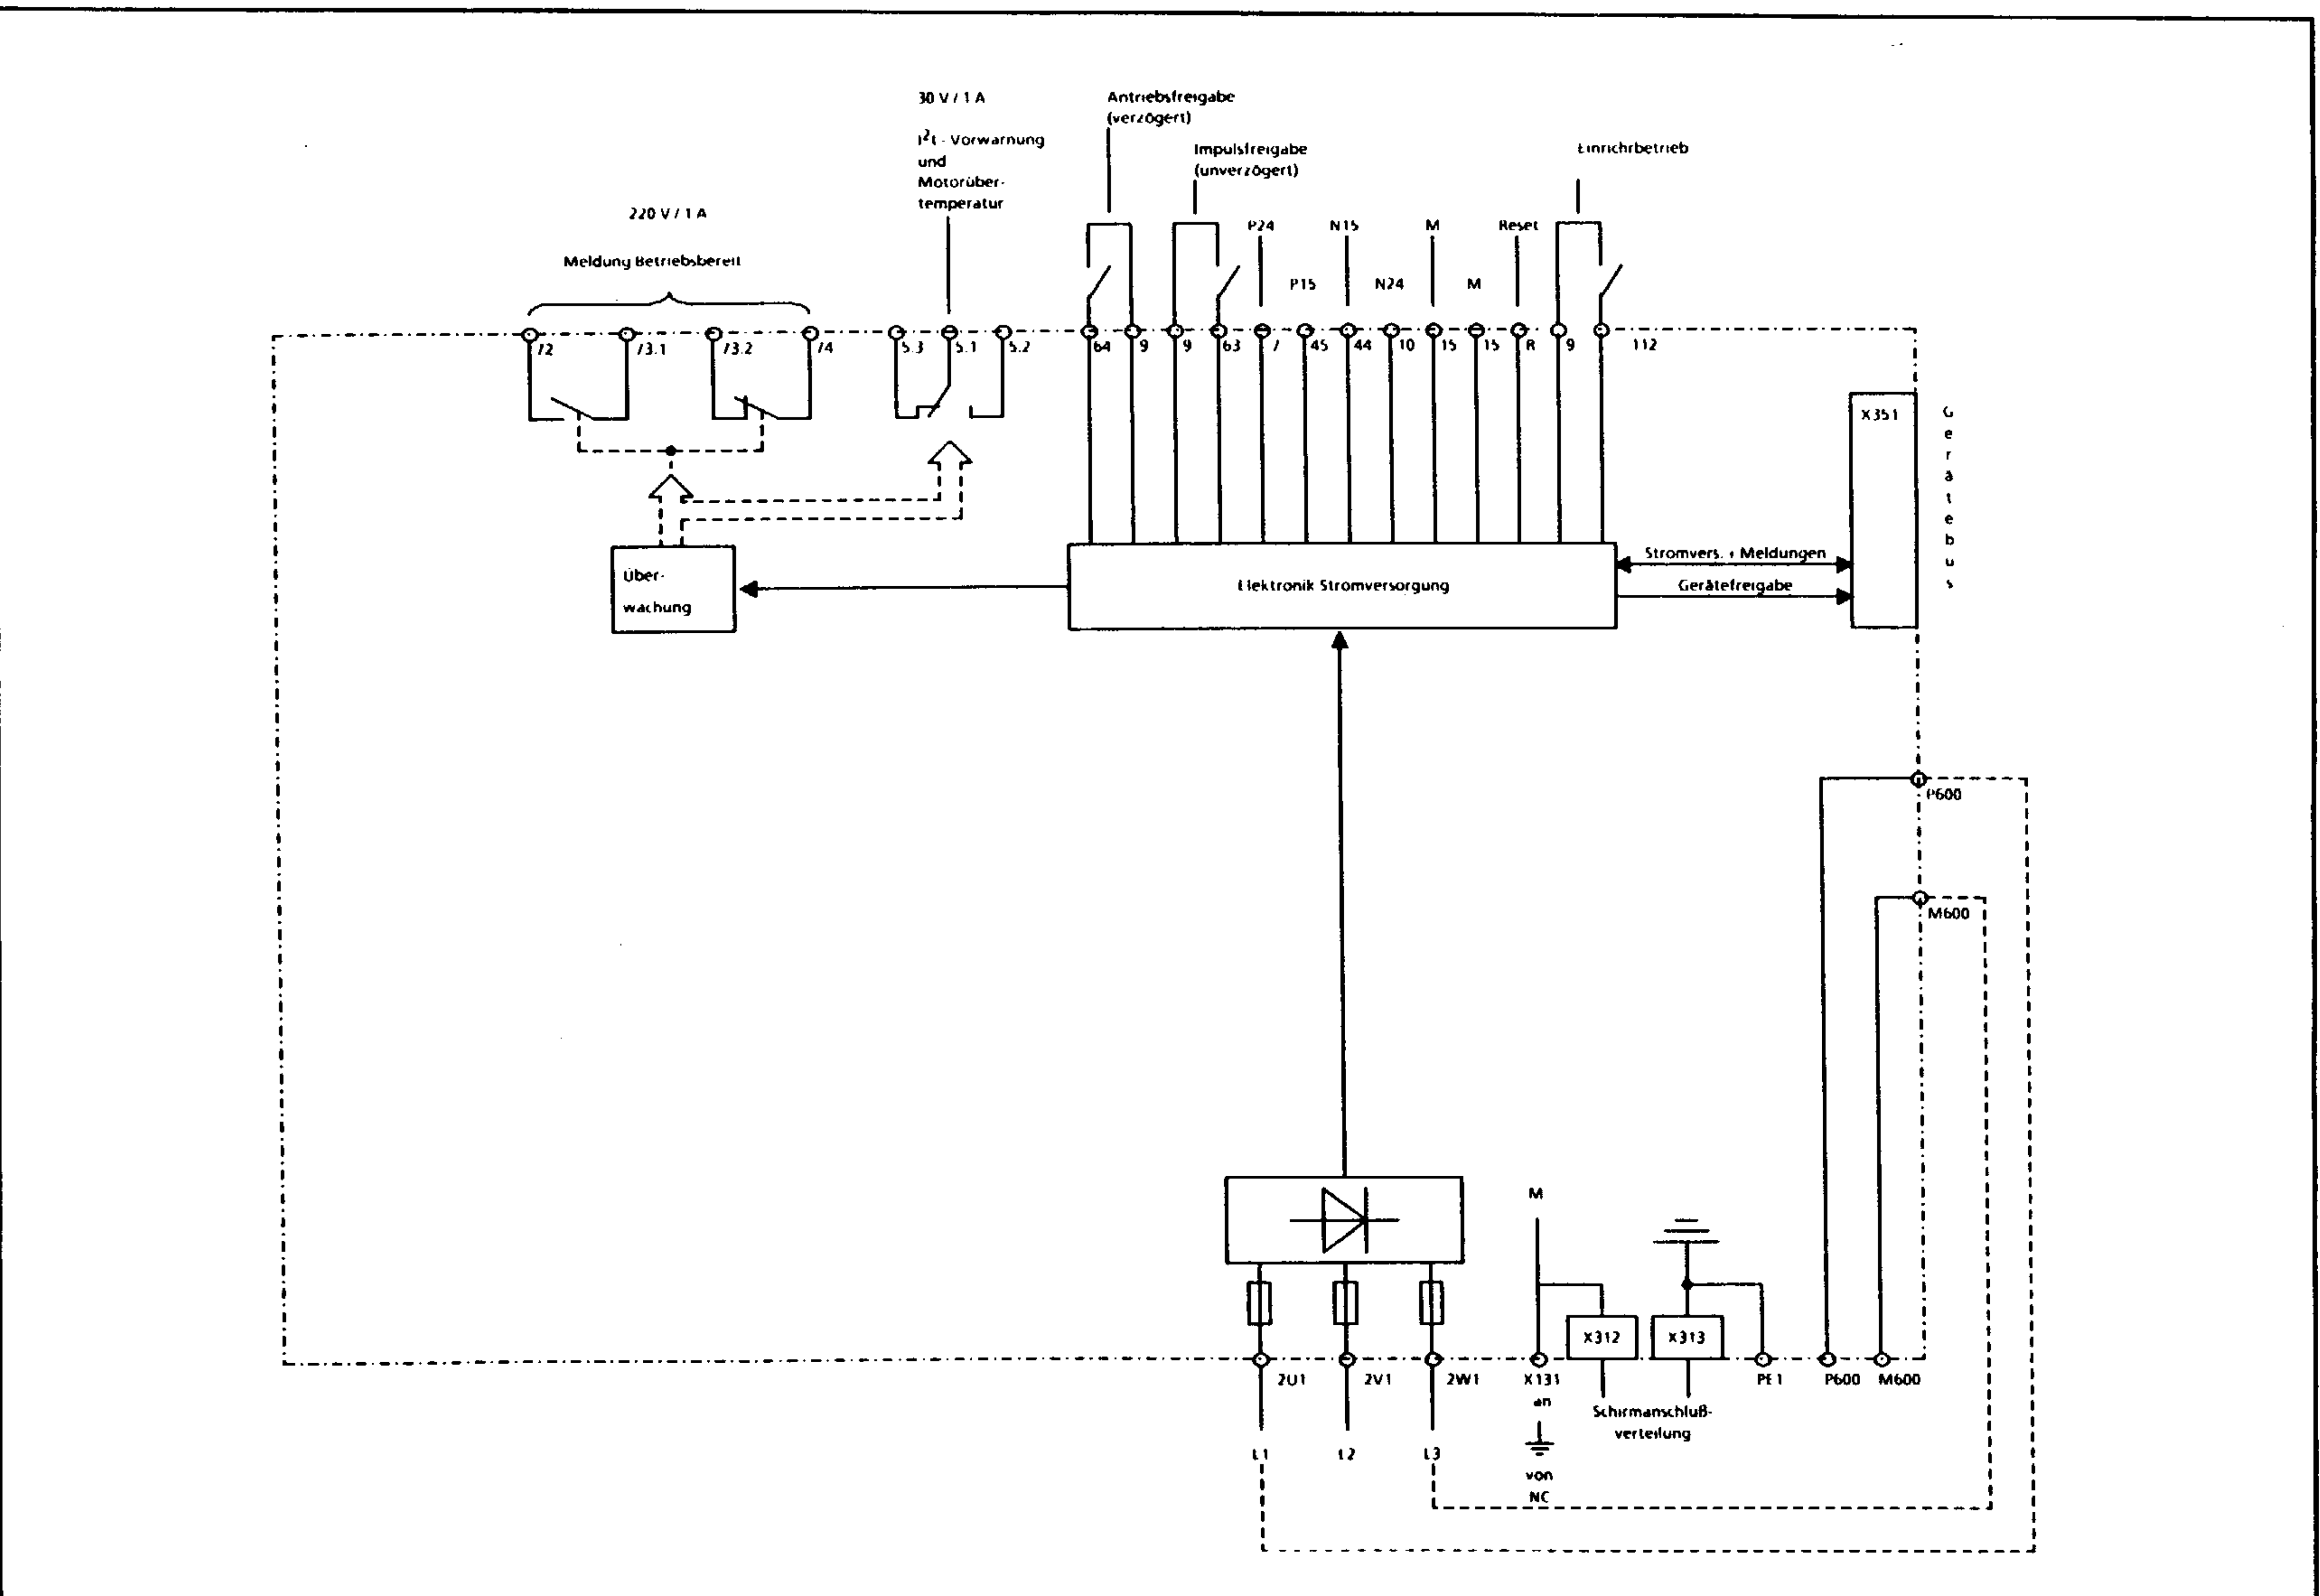 30 V / 1 A
I²t - Vorwarnung
und
Motorüber-
temperatur
Antriebsfreigabe
(verzögert)
Impulsfreigabe
(unverzögert)
Einrichrbetrieb
220 V / 1 A
Meldung Betriebsbereit
P24
N15
M
Reset
P15
N24
M
72
73.1
73.2
74
5.3
5.1
5.2
64
9
9
63
7
45
44
10
15
15
R
9
112
X351
Gerätebus
Stromvers. + Meldungen
Gerätefreigabe
Über-
wachung
Elektronik Stromversorgung
P600
M600
M
X312
X313
2U1
2V1
2W1
X131
PE1
P600
M600
an
Schirmanschluß-
verteilung
L1
L2
L3
von
NC